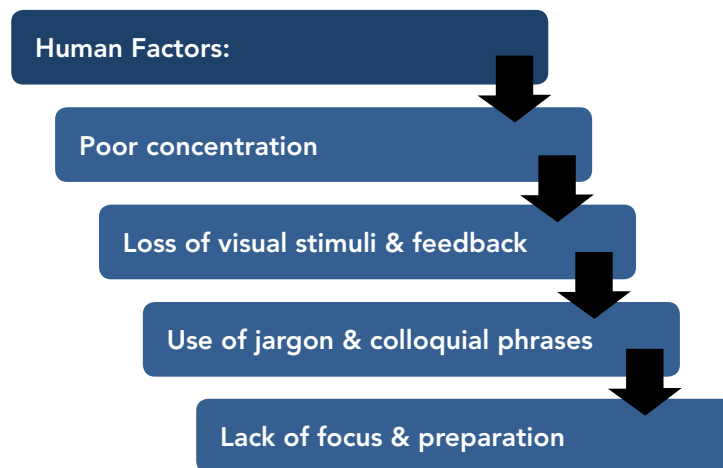 Human Factors:
Poor concentration
Loss of visual stimuli & feedback
Use of jargon & colloquial phrases
Lack of focus & preparation